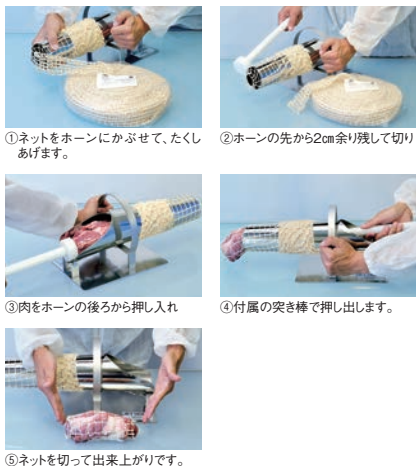 ①ネットをホーンにかぶせて、たくし
あげます。
②ホーンの先から2㎝余り残して切り
③肉をホーンの後ろから押し入れ
④付属の突き棒で押し出します。
⑤ネットを切って出来上がりです。